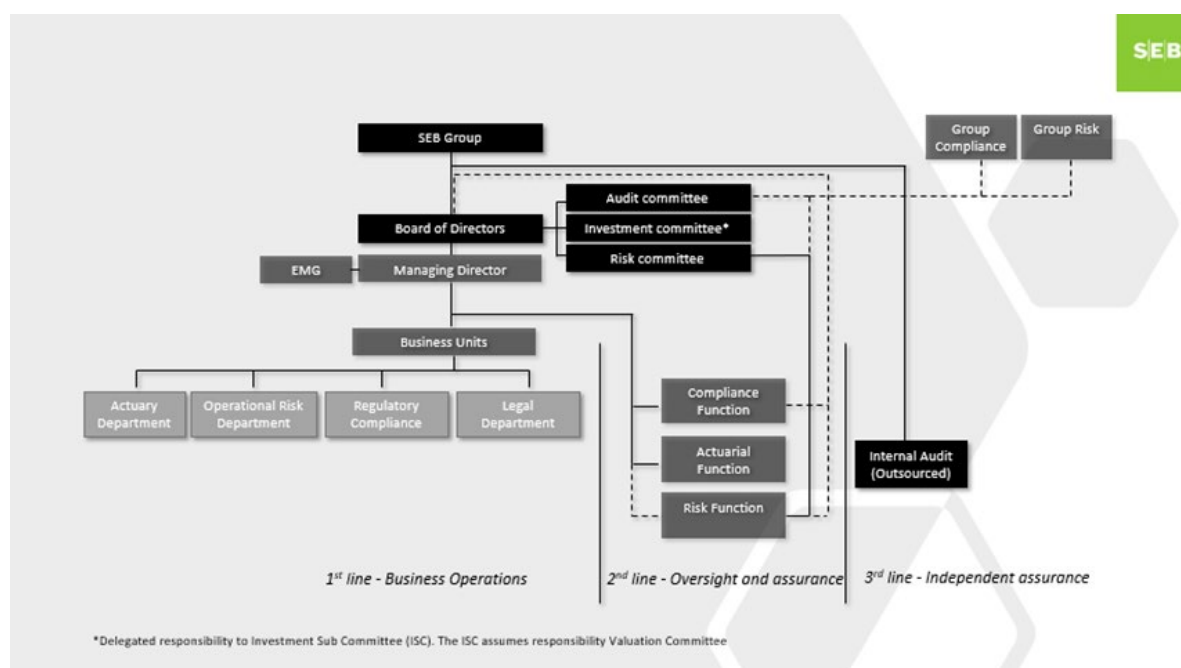 S|E|B
SEB Group
Group
Compliance
Group Risk
Audit committee
Board of Directors
Investment committee*
Risk committee
EMG
Managing Director
Business Units
Actuary
Department
Operational Risk
Department
Regulatory
Compliance
Legal
Department
Compliance
Function
Actuarial
Function
Risk Function
Internal Audit
(Outsourced)
1st line - Business Operations
2nd line - Oversight and assurance
3rd line - Independent assurance
*Delegated responsibility to Investment Sub Committee (ISC). The ISC assumes responsibility Valuation Committee